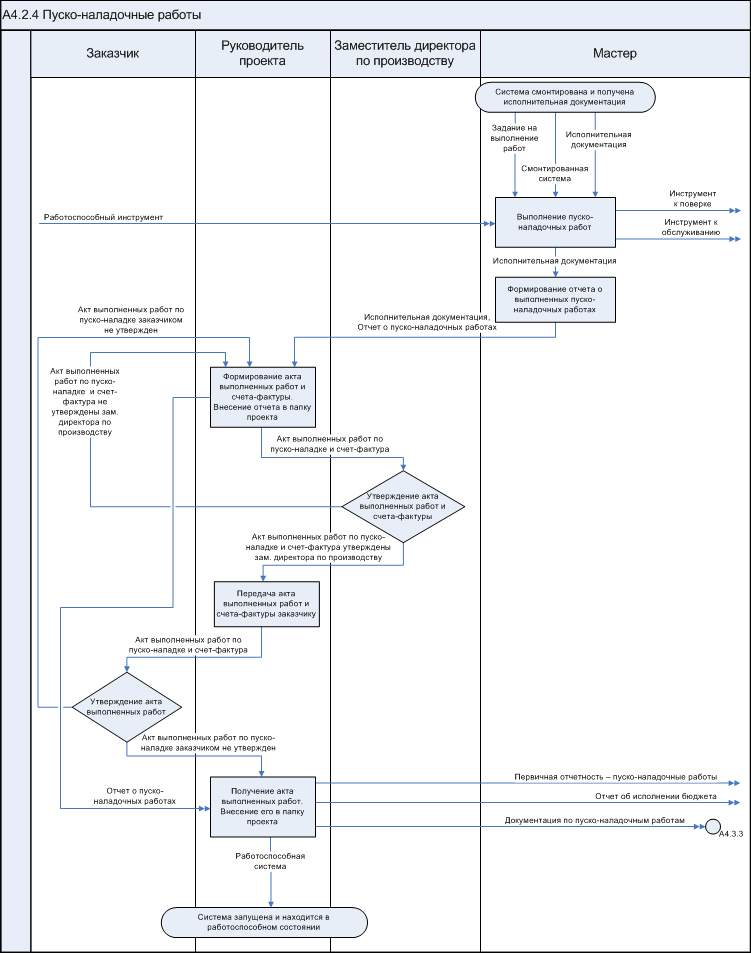 А4.2.4 Пуско-наладочные работы
Заказчик
Руководитель
проекта
Заместитель директора
по производству
Мастер
Система смонтирована и получена
исполнительная документация
Задание на
выполнение
работ
Исполнительная
документация
Смонтированная
система
Инструмент
к поверке
Работоспособный инструмент
Выполнение пуско-
наладочных работ
Инструмент к
обслуживанию
Исполнительная документация
Формирование отчета о
выполненных пуско-
наладочных работах
Акт выполненных работ по
пуско-наладке заказчиком
не утвержден
Исполнительная документация,
Отчет о пуско-наладочных работах
Акт выполненных
работ по пуско-
наладке и счет-
фактура не
утверждены зам.
директора по
производству
Формирование акта
выполненных работ и
счета-фактуры.
Внесение отчета в папку
проекта
Акт выполненных работ по
пуско-наладке и счет-фактура
Утверждение акта
выполненных работ и
счета-фактуры
Акт выполненных работ по пуско-
наладке и счет-фактура утверждены
зам. директора по производству
Передача акта
выполненных работ и
счета-фактуры заказчику
Акт выполненных работ по
пуско-наладке и счет-фактура
Утверждение акта
выполненных работ
Акт выполненных работ по пуско-
наладке заказчиком не утвержден
Отчет о пуско-
наладочных работах
Получение акта
выполненных работ.
Внесение его в папку
проекта
Первичная отчетность – пуско-наладочные работы
Отчет об исполнении бюджета
Документация по пуско-наладочным работам
А4.3.3
Работоспособная
система
Система запущена и находится в
работоспособном состоянии